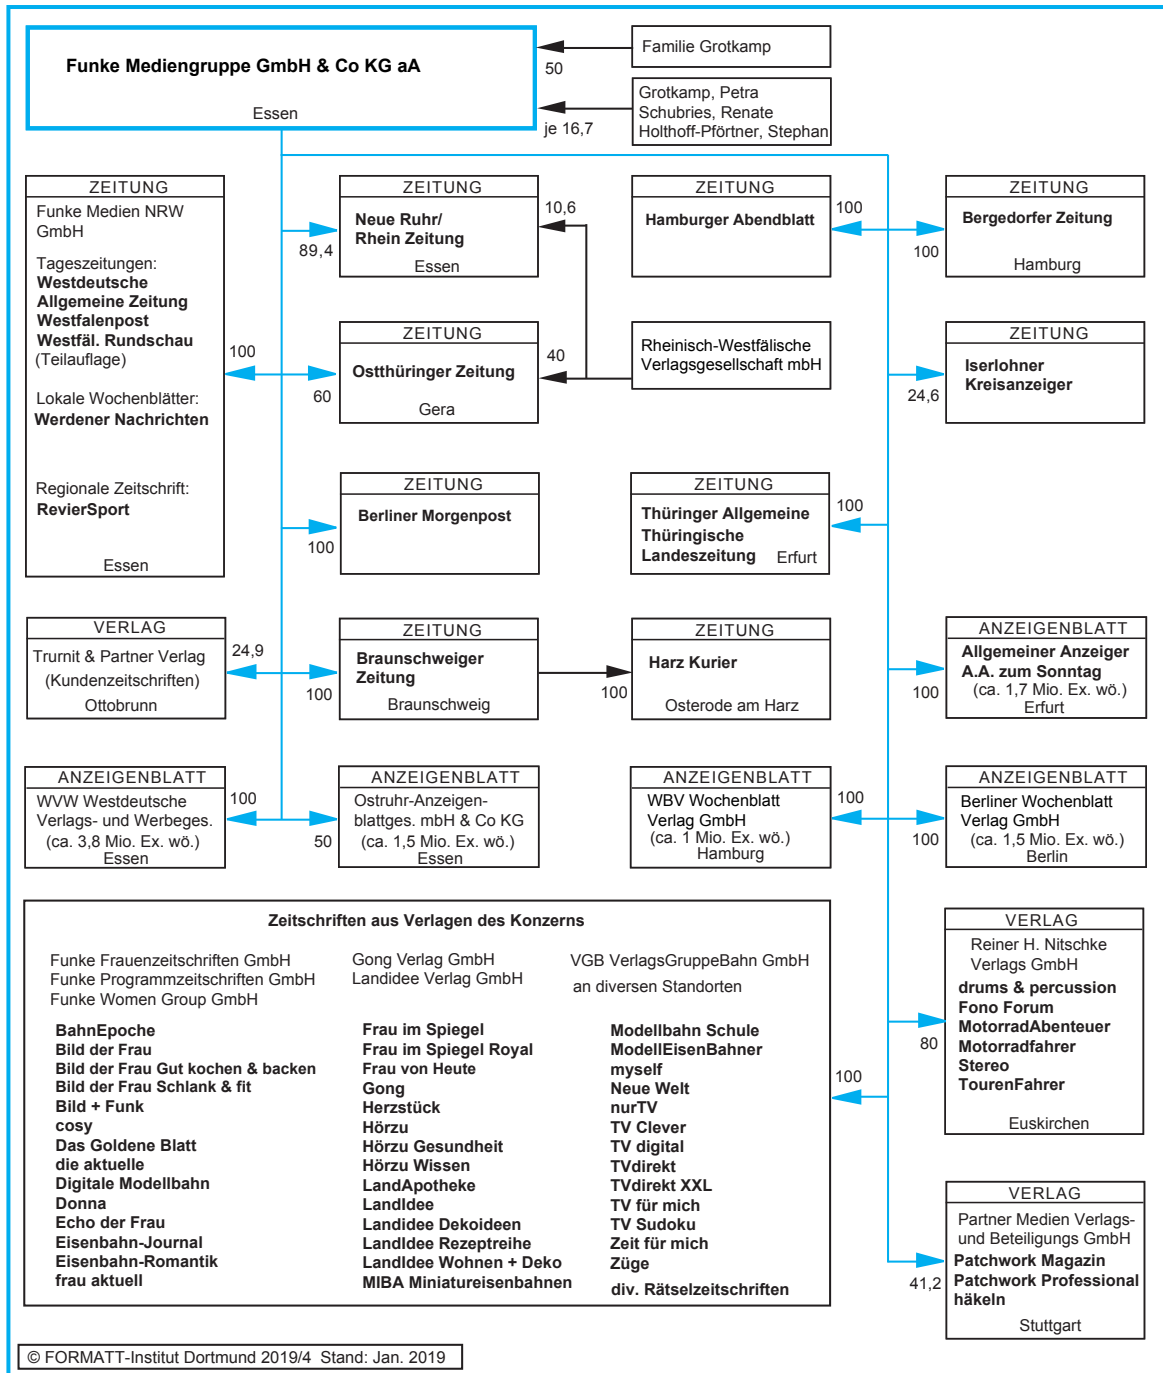 Funke Mediengruppe GmbH & Co KG aA
Essen
Familie Grotkamp
50
Grotkamp, Petra
Schubries, Renate
Holthoff-Pförtner, Stephan
je 16,7
ZEITUNG
Funke Medien NRW
GmbH
Tageszeitungen:
Westdeutsche
Allgemeine Zeitung
Westfalenpost
Westfäl. Rundschau
(Teilauflage)
Lokale Wochenblätter:
Werdener Nachrichten
Regionale Zeitschrift:
RevierSport
Essen
100
ZEITUNG
Neue Ruhr/
Rhein Zeitung
Essen
89,4
10,6
ZEITUNG
Hamburger Abendblatt
100
ZEITUNG
Bergedorfer Zeitung
Hamburg
100
ZEITUNG
Ostthüringer Zeitung
Gera
60
40
Rheinisch-Westfälische
Verlagsgesellschaft mbH
ZEITUNG
Iserlohner
Kreisanzeiger
24,6
ZEITUNG
Berliner Morgenpost
100
ZEITUNG
Thüringer Allgemeine
Thüringische
Landeszeitung Erfurt
100
VERLAG
Trurnit & Partner Verlag
(Kundenzeitschriften)
Ottobrunn
24,9
ZEITUNG
Braunschweiger
Zeitung
Braunschweig
100
ZEITUNG
Harz Kurier
Osterode am Harz
100
ANZEIGENBLATT
Allgemeiner Anzeiger
A.A. zum Sonntag
(ca. 1,7 Mio. Ex. wö.)
Erfurt
100
ANZEIGENBLATT
WVW Westdeutsche
Verlags- und Werbeges.
(ca. 3,8 Mio. Ex. wö.)
Essen
100
ANZEIGENBLATT
Ostruhr-Anzeigen-
blattges. mbH & Co KG
(ca. 1,5 Mio. Ex. wö.)
Essen
50
ANZEIGENBLATT
WBV Wochenblatt
Verlag GmbH
(ca. 1 Mio. Ex. wö.)
Hamburg
100
ANZEIGENBLATT
Berliner Wochenblatt
Verlag GmbH
(ca. 1,5 Mio. Ex. wö.)
Berlin
100
Zeitschriften aus Verlagen des Konzerns
Funke Frauenzeitschriften GmbH
Funke Programmzeitschriften GmbH
Funke Women Group GmbH
Gong Verlag GmbH
Landidee Verlag GmbH
VGB VerlagsGruppeBahn GmbH
an diversen Standorten
BahnEpoche
Bild der Frau
Bild der Frau Gut kochen & backen
Bild der Frau Schlank & fit
Bild + Funk
cosy
Das Goldene Blatt
die aktuelle
Digitale Modellbahn
Donna
Echo der Frau
Eisenbahn-Journal
Eisenbahn-Romantik
frau aktuell
Frau im Spiegel
Frau im Spiegel Royal
Frau von Heute
Gong
Herzstück
Hörzu
Hörzu Gesundheit
Hörzu Wissen
LandApotheke
LandIdee
Landidee Dekoideen
LandIdee Rezeptreihe
LandIdee Wohnen + Deko
MIBA Miniatureisenbahnen
Modellbahn Schule
ModellEisenBahner
myself
Neue Welt
nurTV
TV Clever
TV digital
TVdirekt
TVdirekt XXL
TV für mich
TV Sudoku
Zeit für mich
Züge
div. Rätselzeitschriften
100
VERLAG
Reiner H. Nitschke
Verlags GmbH
drums & percussion
Fono Forum
MotorradAbenteuer
Motorradfahrer
Stereo
TourenFahrer
Euskirchen
80
VERLAG
Partner Medien Verlags-
und Beteiligungs GmbH
Patchwork Magazin
Patchwork Professional
häkeln
Stuttgart
41,2
© FORMATT-Institut Dortmund 2019/4 Stand: Jan. 2019